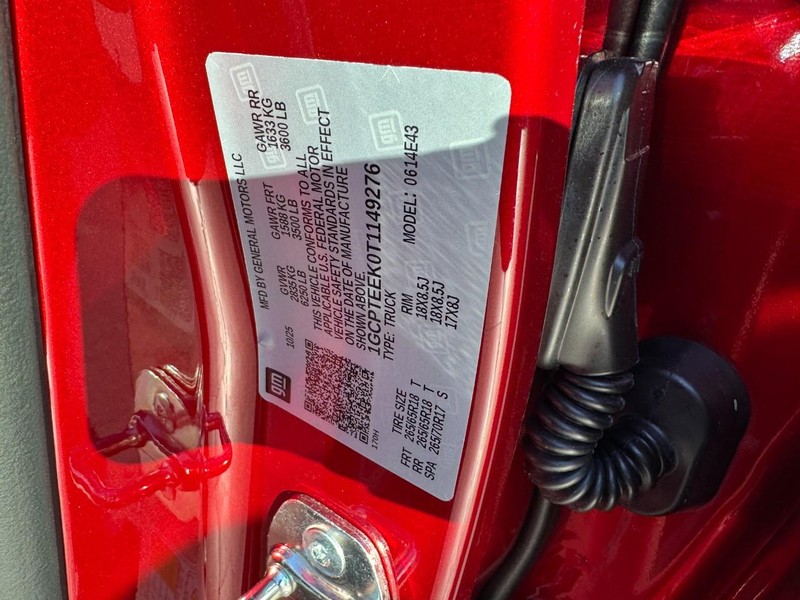 MFD BY GENERAL MOTORS LLC
10/25 GVWR GAWR FRT GAWR RR
2835 KG 1588 KG 1633 KG
6250 LB 3500 LB 3600 LB
THIS VEHICLE CONFORMS TO ALL
APPLICABLE U.S. FEDERAL MOTOR
VEHICLE SAFETY STANDARDS IN EFFECT
ON THE DATE OF MANUFACTURE
SHOWN ABOVE.
1GCPTEEK0T1149276
TYPE: TRUCK MODEL: 0614E43
TIRE SIZE RIM
FRT 265/65R18 T 18X8.5J
RR 265/65R18 T 18X8.5J
SPA 265/70R17 S 17X8J
gm
170H